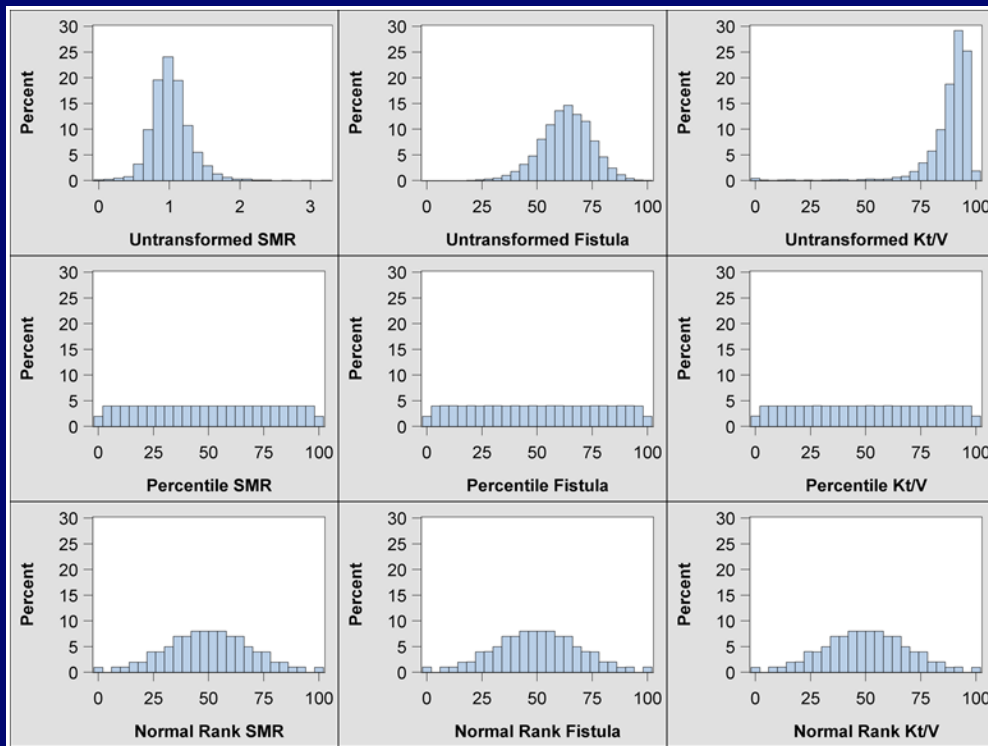 30
25
20
15
10
5
0
Percent
0 1 2 3
Untransformed SMR
30
25
20
15
10
5
0
Percent
0 25 50 75 100
Untransformed Fistula
30
25
20
15
10
5
0
Percent
0 25 50 75 100
Untransformed Kt/V
30
25
20
15
10
5
0
Percent
0 25 50 75 100
Percentile SMR
30
25
20
15
10
5
0
Percent
0 25 50 75 100
Percentile Fistula
30
25
20
15
10
5
0
Percent
0 25 50 75 100
Percentile Kt/V
30
25
20
15
10
5
0
Percent
0 25 50 75 100
Normal Rank SMR
30
25
20
15
10
5
0
Percent
0 25 50 75 100
Normal Rank Fistula
30
25
20
15
10
5
0
Percent
0 25 50 75 100
Normal Rank Kt/V